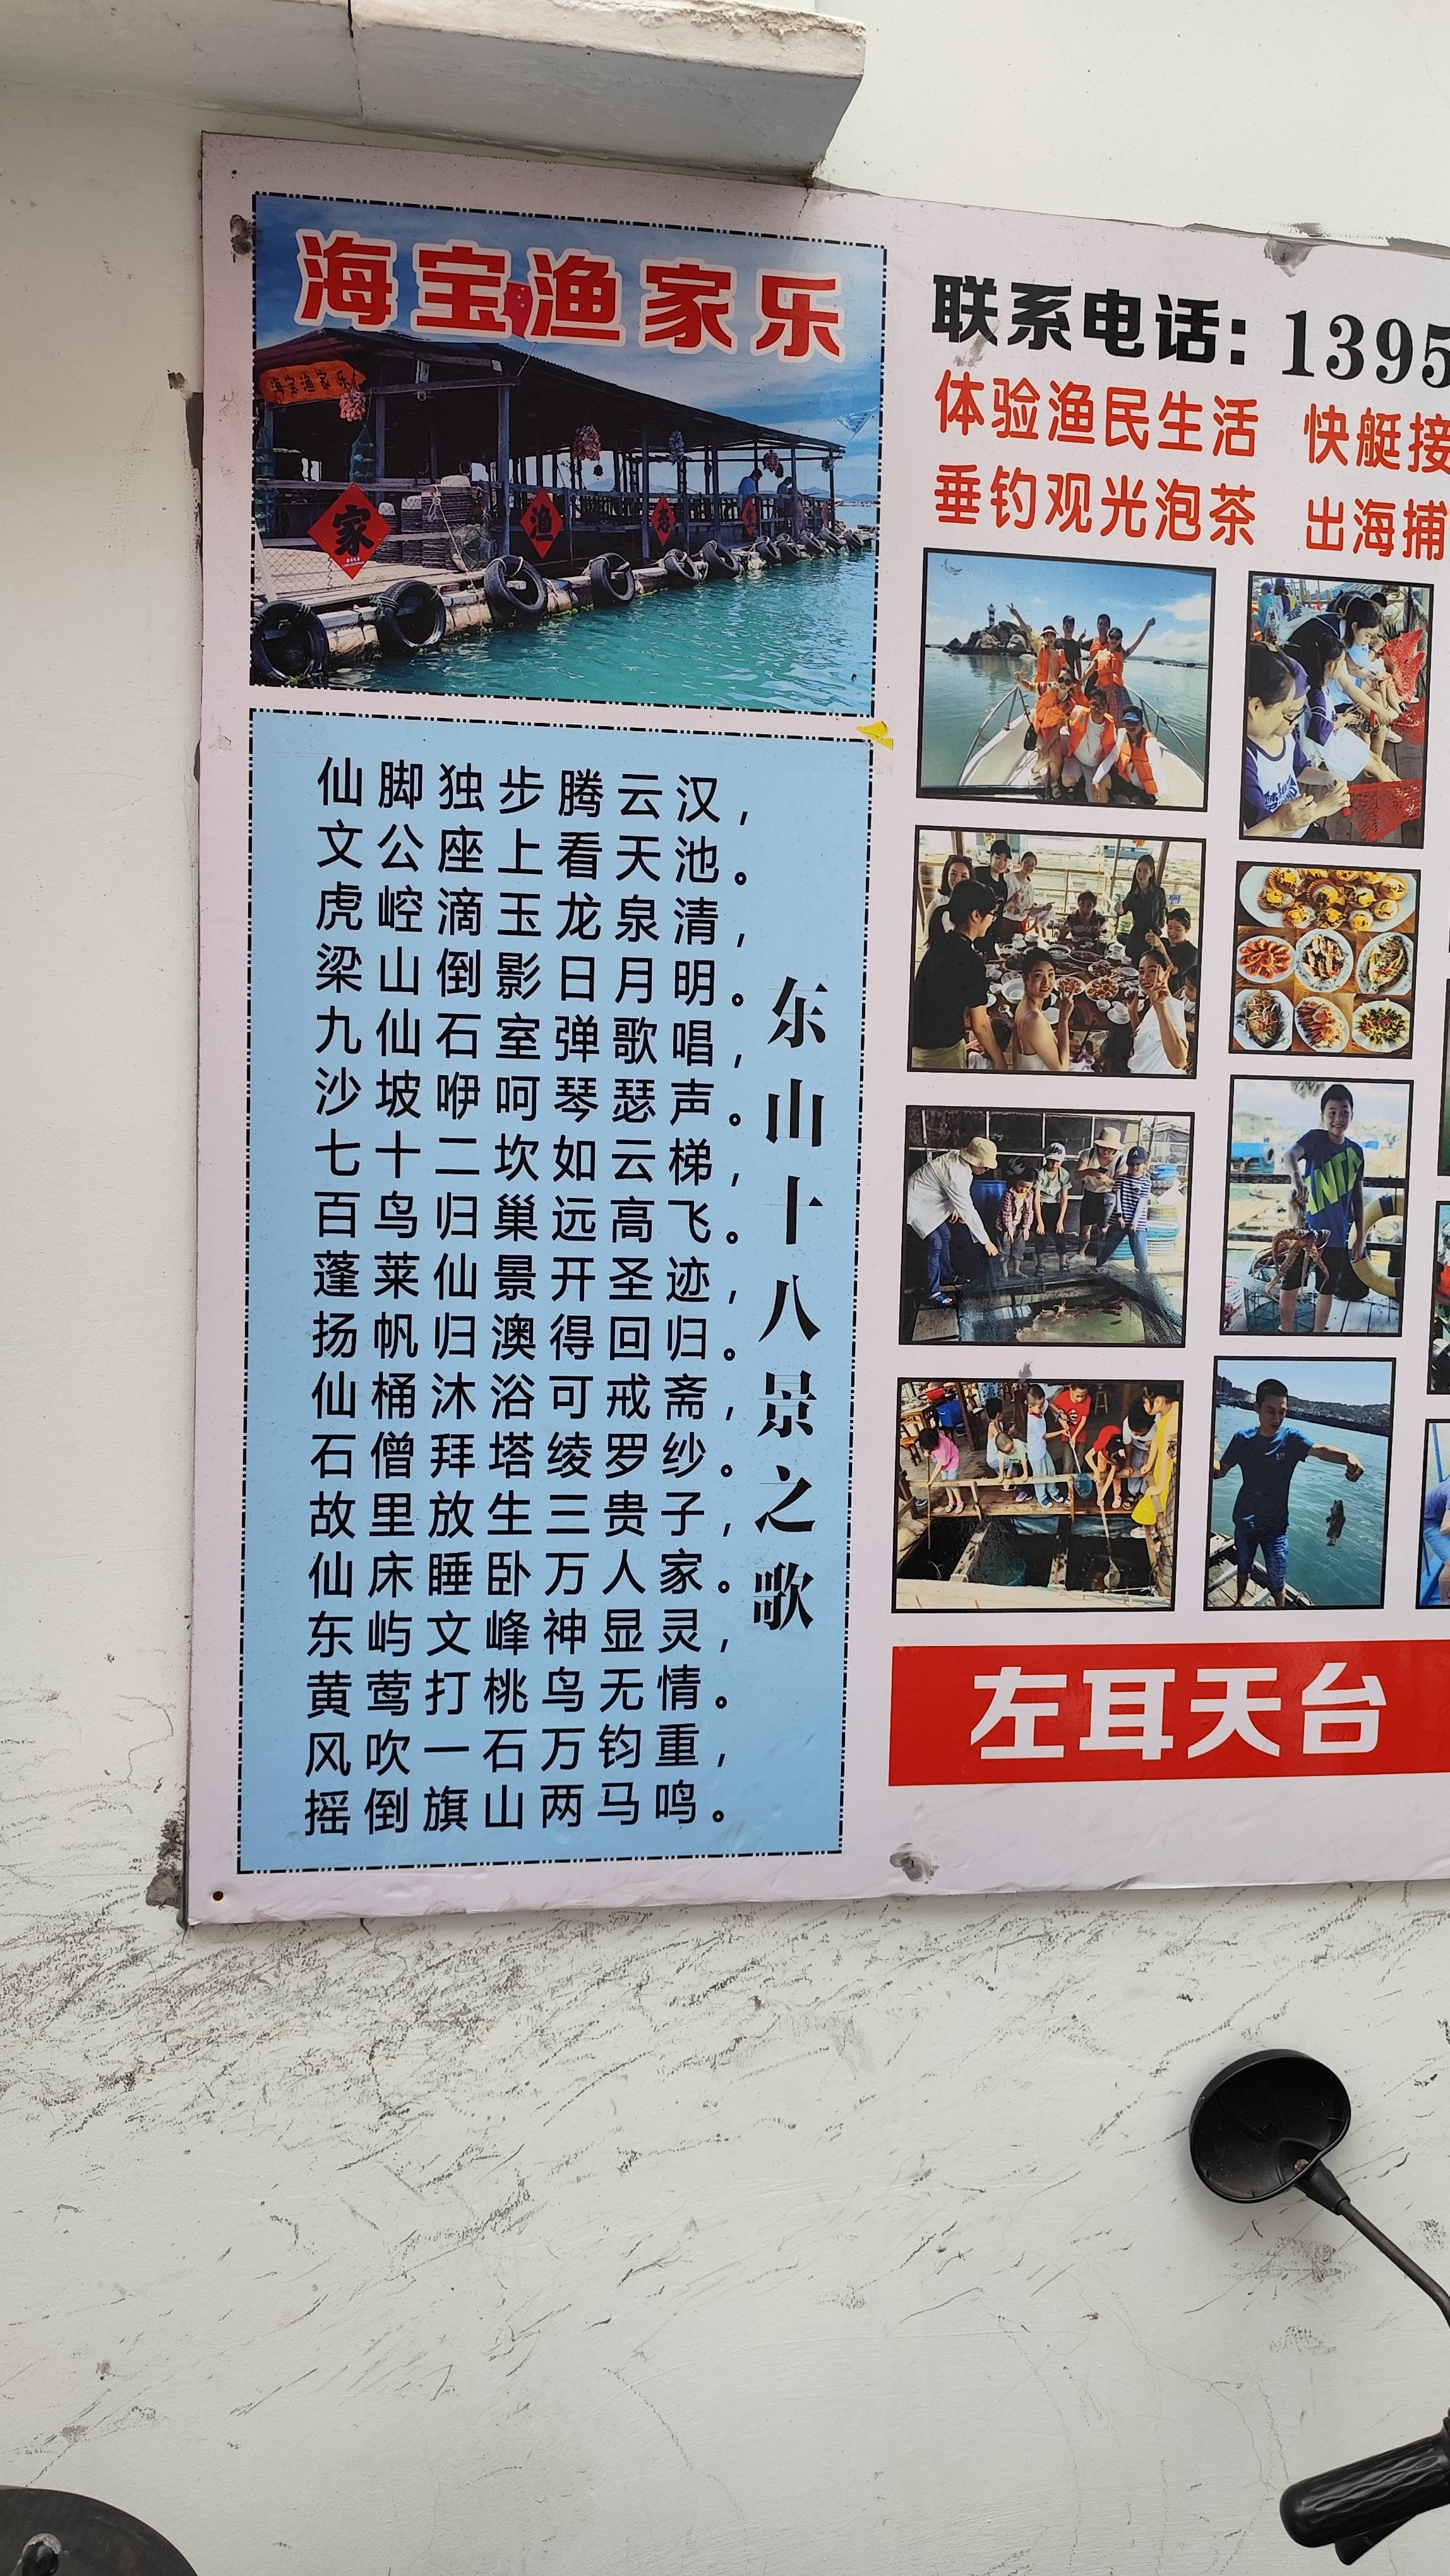 海宝渔家乐
海宝渔家乐
家
渔
仙脚独步腾云汉，
文公座上看天池。
虎崆滴玉龙泉清，
梁山倒影日月明。
九仙石室弹歌唱，
沙坡咿呵琴瑟声。
七十二坎如云梯，
百鸟归巢远高飞。
蓬莱仙景开圣迹，
扬帆归澳得回归。
仙桶沐浴可戒斋，
石僧拜塔绫罗纱。
故里放生三贵子，
仙床睡卧万人家。
东屿文峰神显灵，
黄莺打桃鸟无情。
风吹一石万钧重，
摇倒旗山两马鸣。
东山十八景之歌
联系电话：1395
体验渔民生活 快艇接
垂钓观光泡茶 出海捕
左耳天台